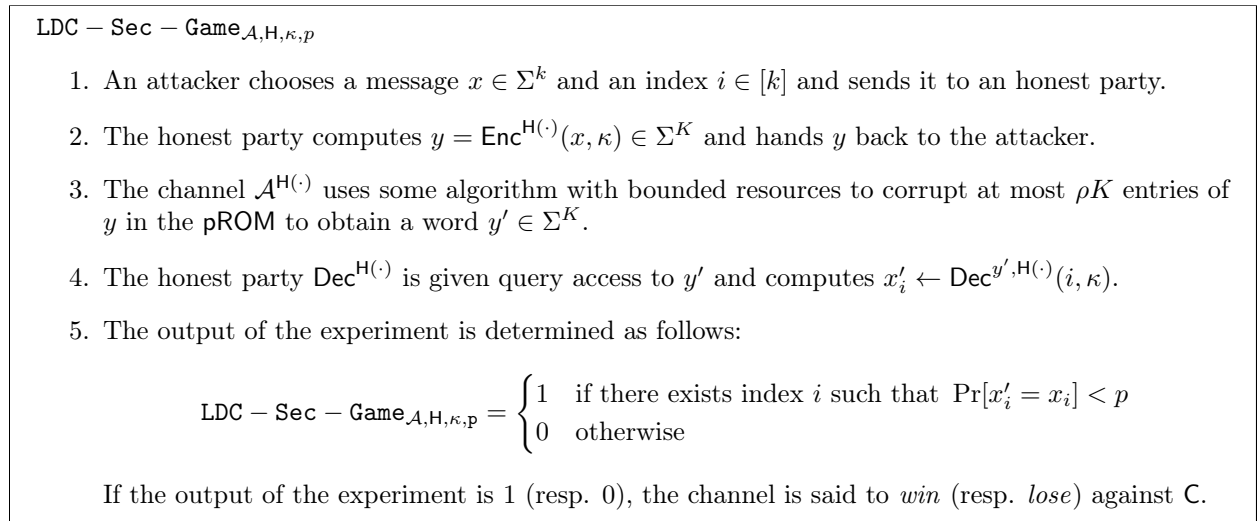 LDC − Sec − Game_{𝒜,H,κ,p}
1. An attacker chooses a message x ∈ Σ^k and an index i ∈ [k] and sends it to an honest party.
2. The honest party computes y = Enc^{H(·)}(x, κ) ∈ Σ^K and hands y back to the attacker.
3. The channel 𝒜^{H(·)} uses some algorithm with bounded resources to corrupt at most ρK entries of
y in the pROM to obtain a word y′ ∈ Σ^K.
4. The honest party Dec^{H(·)} is given query access to y′ and computes x′_i ← Dec^{y′,H(·)}(i, κ).
5. The output of the experiment is determined as follows:
LDC − Sec − Game_{𝒜,H,κ,p} = { 1 if there exists index i such that Pr[x′_i = x_i] < p
0 otherwise
If the output of the experiment is 1 (resp. 0), the channel is said to win (resp. lose) against C.